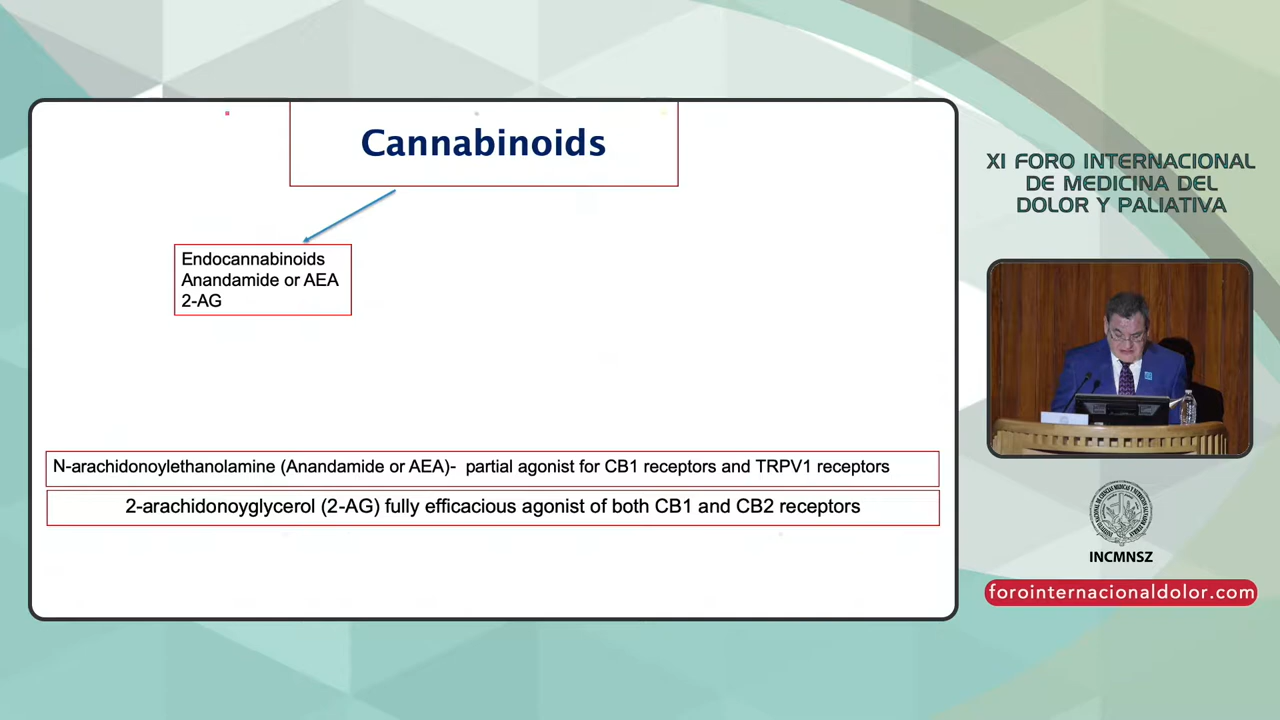 Cannabinoids
Endocannabinoids
Anandamide or AEA
2-AG
N-arachidonoylethanolamine (Anandamide or AEA)- partial agonist for CB1 receptors and TRPV1 receptors
2-arachidonoyglycerol (2-AG) fully efficacious agonist of both CB1 and CB2 receptors
XI FORO INTERNACIONAL
DE MEDICINA DEL
DOLOR Y PALIATIVA
INCMNSZ
forointernacionaldolor.com